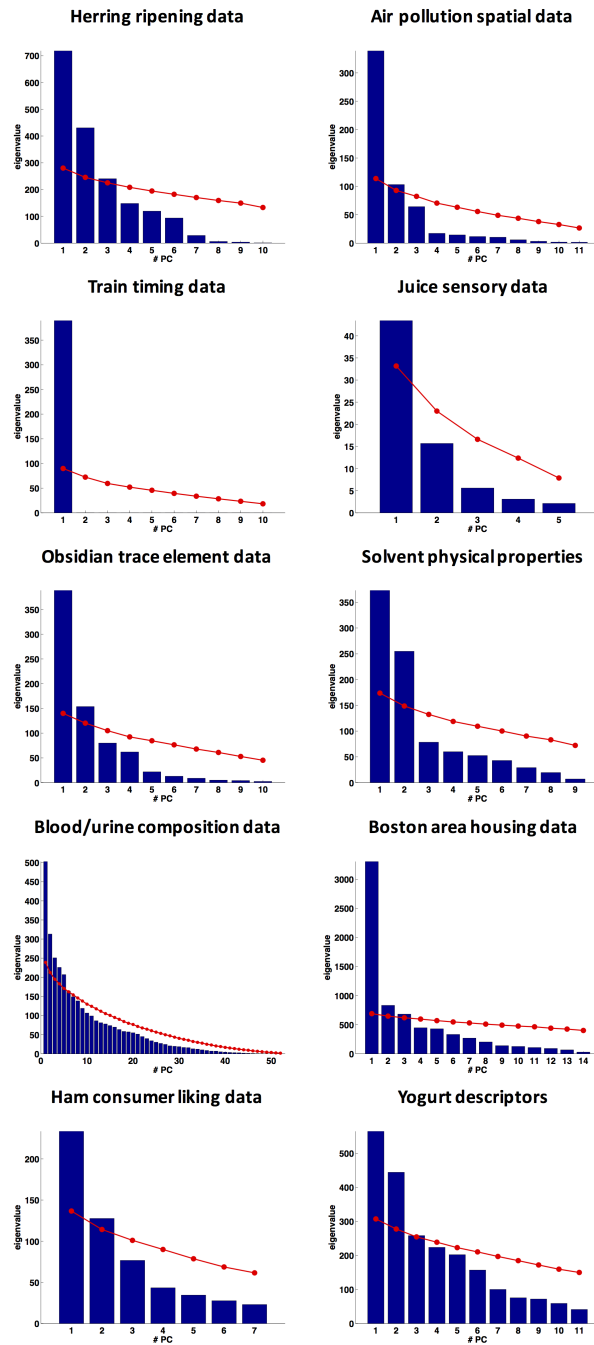 Herring ripening data
700
600
500
400
300
200
100
0
eigenvalue
1 2 3 4 5 6 7 8 9 10
# PC
Air pollution spatial data
300
250
200
150
100
50
0
eigenvalue
1 2 3 4 5 6 7 8 9 10 11
# PC
Train timing data
350
300
250
200
150
100
50
0
eigenvalue
0 1 2 3 4 5 6 7 8 9 10
# PC
Juice sensory data
40
35
30
25
20
15
10
5
0
eigenvalue
1 2 3 4 5
# PC
Obsidian trace element data
350
300
250
200
150
100
50
0
eigenvalue
1 2 3 4 5 6 7 8 9 10
# PC
Solvent physical properties
350
300
250
200
150
100
50
0
eigenvalue
1 2 3 4 5 6 7 8 9
# PC
Blood/urine composition data
500
450
400
350
300
250
200
150
100
50
0
eigenvalue
0 10 20 30 40 50
# PC
Boston area housing data
3000
2500
2000
1500
1000
500
0
eigenvalue
1 2 3 4 5 6 7 8 9 10 11 12 13 14
# PC
Ham consumer liking data
200
150
100
50
0
eigenvalue
1 2 3 4 5 6 7
# PC
Yogurt descriptors
500
400
300
200
100
0
eigenvalue
1 2 3 4 5 6 7 8 9 10 11
# PC